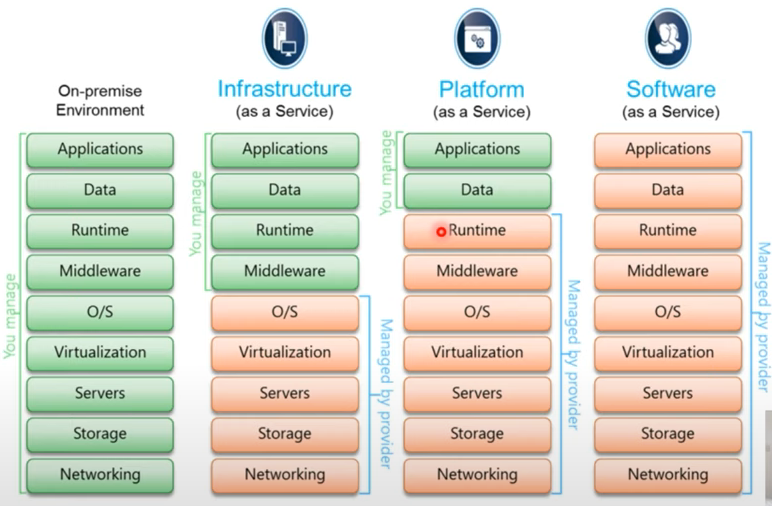 On-premise
Environment
You manage
Applications
Data
Runtime
Middleware
O/S
Virtualization
Servers
Storage
Networking
Infrastructure
(as a Service)
You manage
Applications
Data
Runtime
Middleware
O/S
Virtualization
Servers
Storage
Networking
Managed by provider
Platform
(as a Service)
You manage
Applications
Data
Runtime
Middleware
O/S
Virtualization
Servers
Storage
Networking
Managed by provider
Software
(as a Service)
Applications
Data
Runtime
Middleware
O/S
Virtualization
Servers
Storage
Networking
Managed by provider